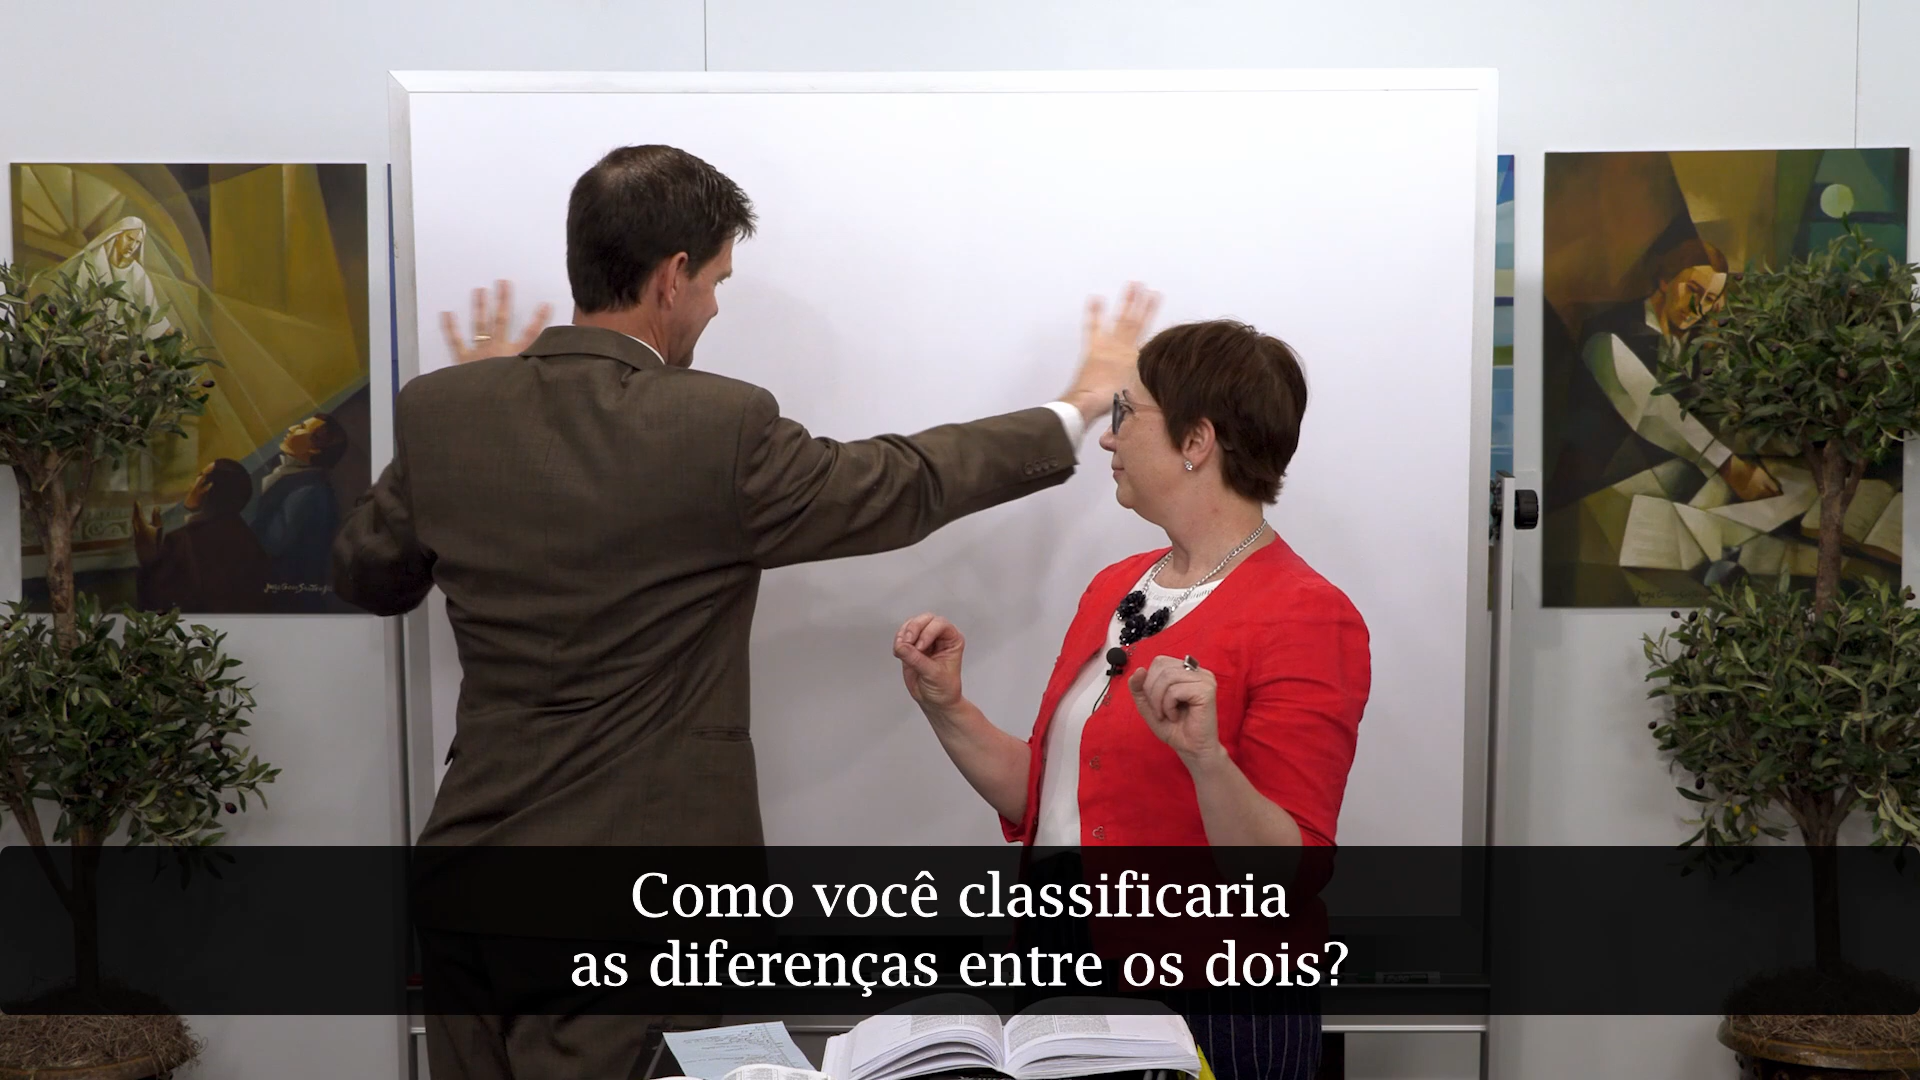 Como você classificaria
as diferenças entre os dois?